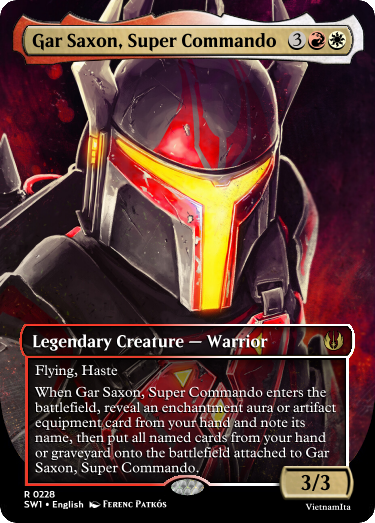 Gar Saxon, Super Commando 3
Legendary Creature — Warrior
Flying, Haste
When Gar Saxon, Super Commando enters the
battlefield, reveal an enchantment aura or artifact
equipment card from your hand and note its
name, then put all named cards from your hand
or graveyard onto the battlefield attached to Gar
Saxon, Super Commando.
3/3
R 0228
SW1 • English Ferenc Patkós
VietnamIta